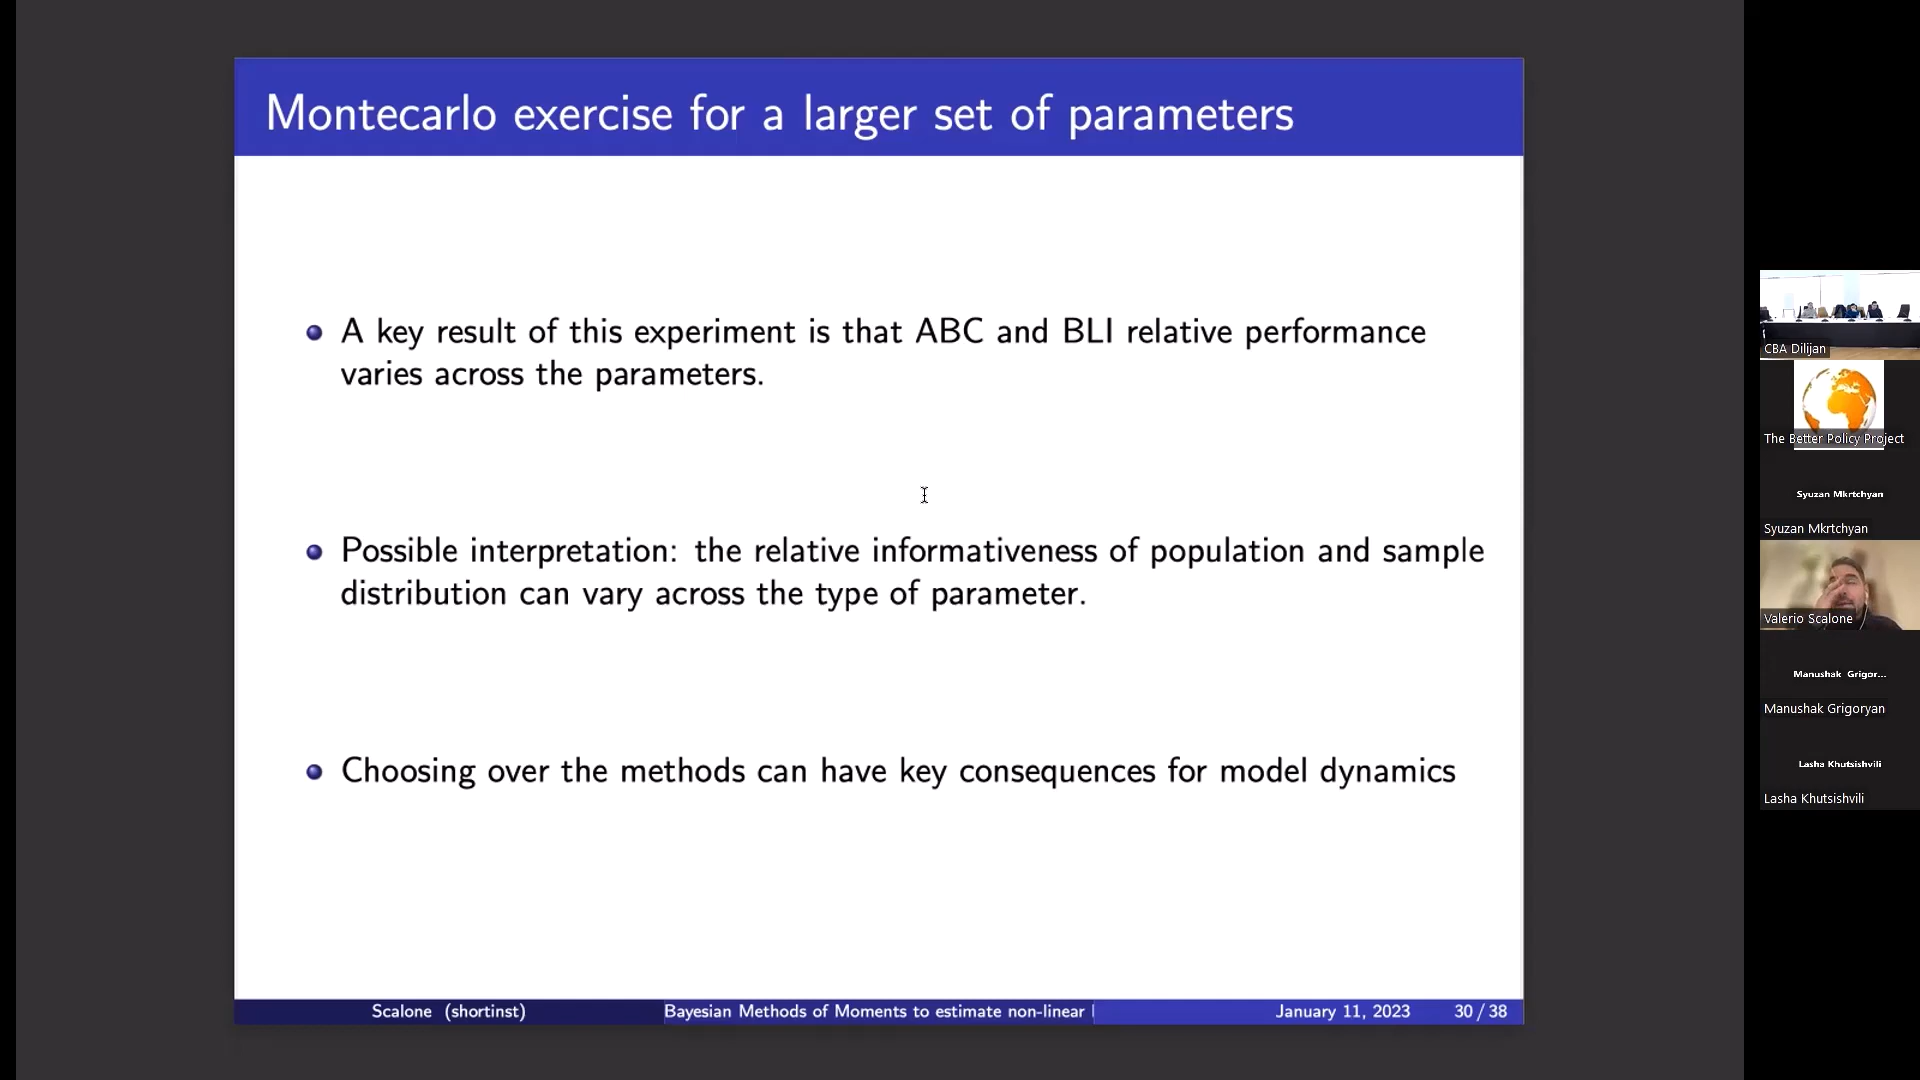 Montecarlo exercise for a larger set of parameters
A key result of this experiment is that ABC and BLI relative performance
varies across the parameters.
Possible interpretation: the relative informativeness of population and sample
distribution can vary across the type of parameter.
Choosing over the methods can have key consequences for model dynamics
Scalone (shortinst)
Bayesian Methods of Moments to estimate non-linear
January 11, 2023
30 / 38
CBA Dilijan
The Better Policy Project
Syuzan Mkrtchyan
Syuzan Mkrtchyan
Valerio Scalone
Manushak Grigor...
Manushak Grigoryan
Lasha Khutsishvili
Lasha Khutsishvili